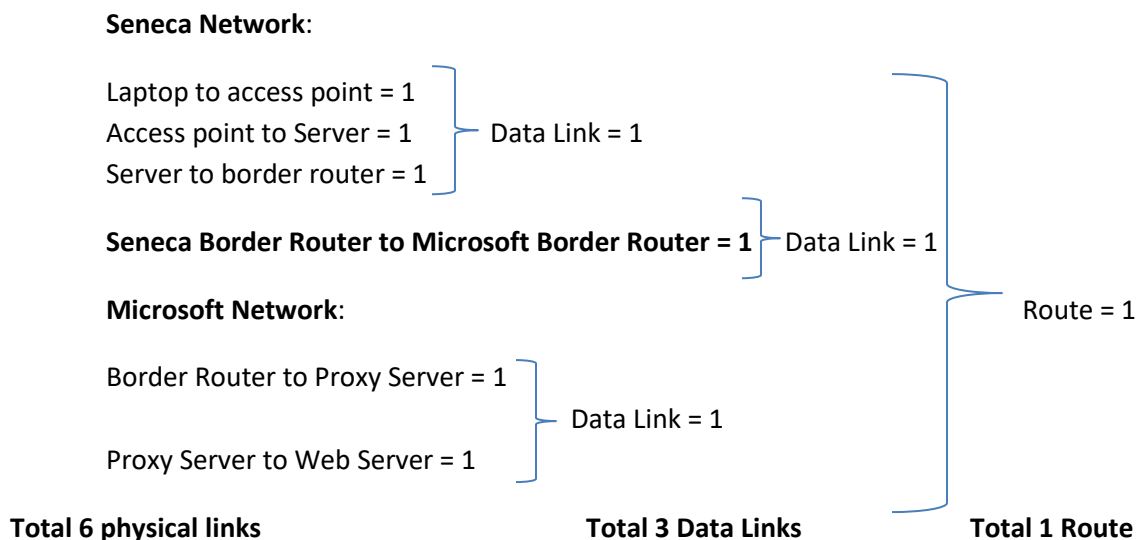 Seneca Network:
Laptop to access point = 1
Access point to Server = 1
Data Link = 1
Server to border router = 1
Seneca Border Router to Microsoft Border Router = 1
Data Link = 1
Microsoft Network:
Route = 1
Border Router to Proxy Server = 1
Data Link = 1
Proxy Server to Web Server = 1
Total 6 physical links
Total 3 Data Links
Total 1 Route